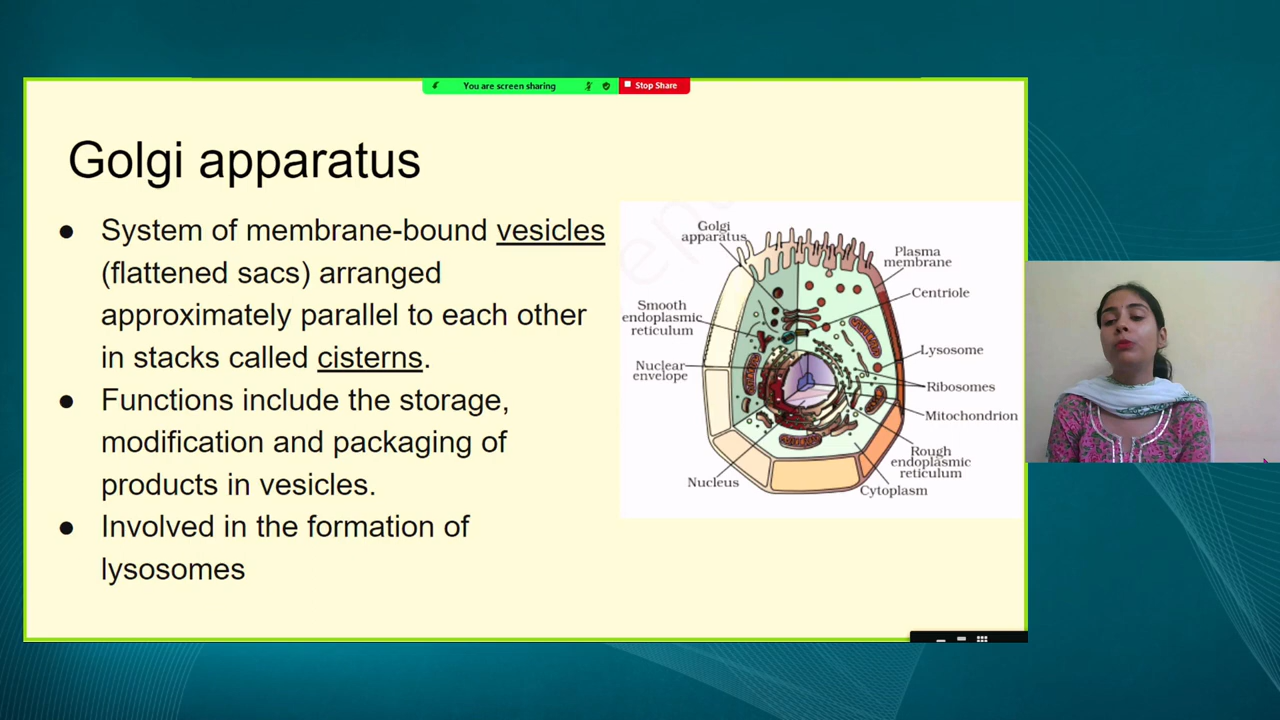 You are screen sharing
Stop Share
Golgi apparatus
● System of membrane-bound vesicles
(flattened sacs) arranged
approximately parallel to each other
in stacks called cisterns.
● Functions include the storage,
modification and packaging of
products in vesicles.
● Involved in the formation of
lysosomes
Golgi
apparatus
Plasma
membrane
Centriole
Smooth
endoplasmic
reticulum
Lysosome
Nuclear
envelope
Ribosomes
Mitochondrion
Rough
endoplasmic
reticulum
Nucleus
Cytoplasm